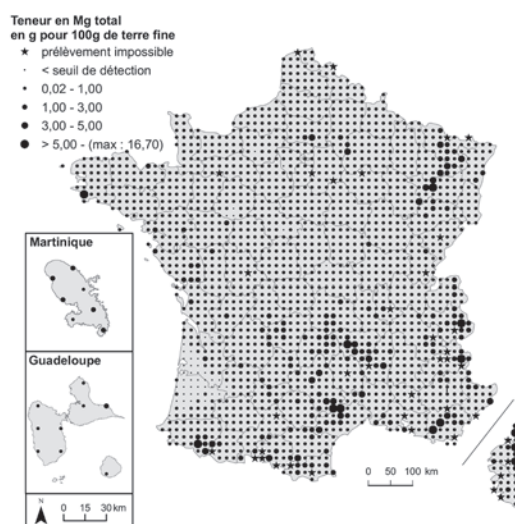 Teneur en Mg total
en g pour 100g de terre fine
prélèvement impossible
< seuil de détection
0,02 - 1,00
1,00 - 3,00
3,00 - 5,00
> 5,00 - (max : 16,70)
Martinique
Guadeloupe
N
0 15 30 km
0 50 100 km